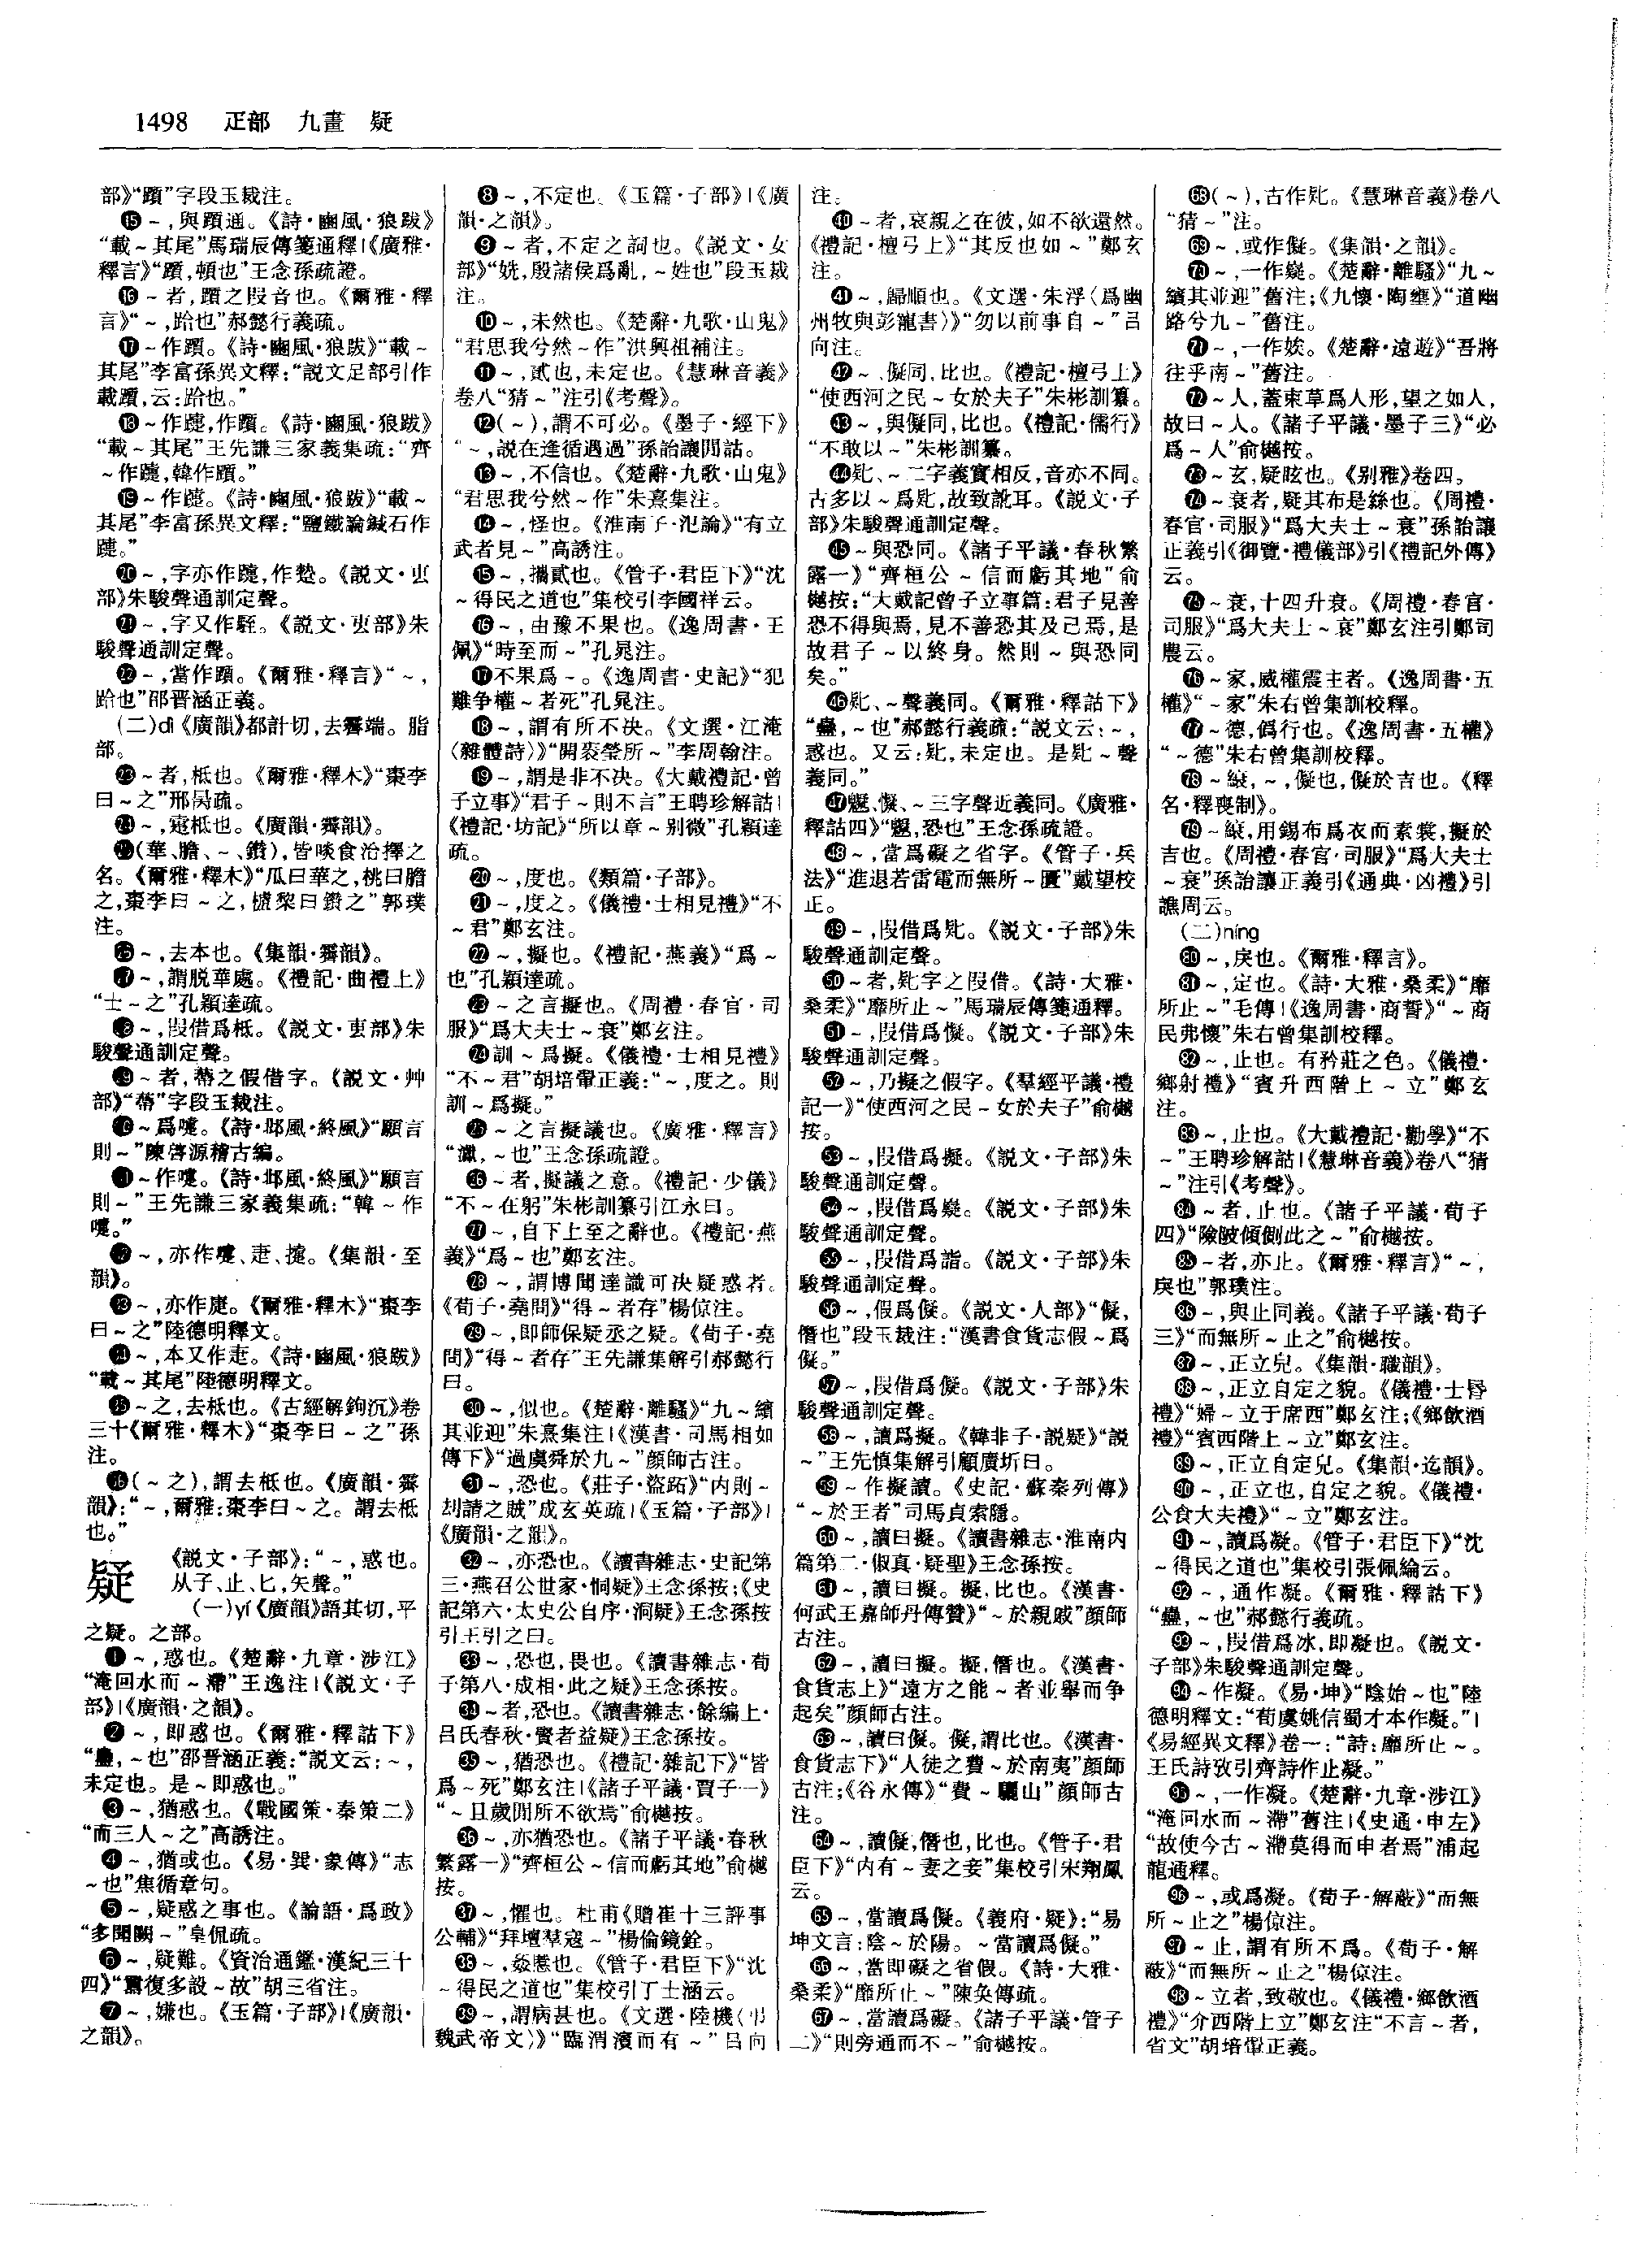 1498 疋部 九畫 疑
部》“躓”字段玉裁注。
⑮～,與躓通。《詩·豳風·狼跋》
“載～其尾”馬瑞辰傳箋通釋|《廣雅·
釋言》“躓,頓也”王念孫疏證。
⑯～者,躓之叚音也。《爾雅·釋
言》“～,跲也”郝懿行義疏。
⑰～作躓。《詩·豳風·狼跋》“載～
其尾”李富孫異文釋:“説文足部引作
載躓,云:跲也。”
⑱～作疐,作躓。《詩·豳風·狼跋》
“載～其尾”王先謙三家義集疏:“齊
～作疐,韓作躓。”
⑲～作疐。《詩·豳風·狼跋》“載～
其尾”李富孫異文釋:“鹽鐵論鍼石作
疐。”
⑳～,字亦作
部》朱駿聲通訓定聲。
㉑～,字又作駤。《説文·叀部》朱
駿聲通訓定聲。
㉒～,當作躓。《爾雅·釋言》“～,
跲也”邵晋涵正義。
(二)dì《廣韻》都計切,去霽端。脂
部。
㉓～者,柢也。《爾雅·釋木》“棗李
曰～之”邢昺疏。
㉔～,寔柢也。《廣韻·霽韻》。
㉕(華、膽、～、鑽),皆啖食治擇之
名。《爾雅·釋木》“瓜曰華之,桃曰膽
之,棗李曰～之,樝棃曰鑽之”郭璞
注。
㉖～,去本也。《集韻·霽韻》。
㉗～,謂脱華處。《禮記·曲禮上》
“士～之”孔穎達疏。
㉘～,叚借爲柢。《説文·叀部》朱
駿聲通訓定聲。
㉙～者,蔕之假借字。《説文·艸
部》“蔕”字段玉裁注。
㉚～爲嚏。《詩·邶風·終風》“願言
則～”陳啓源稽古編。
㉛～作嚏。《詩·邶風·終風》“願言
則～”王先謙三家義集疏:“韓～作
嚏。”
㉜～,亦作
韻》。
㉝～,亦作疌。《爾雅·釋木》“棗李
曰～之”陸德明釋文。
㉞～,本又作疌。《詩·豳風·狼跋》
“載～其尾”陸德明釋文。
㉟～之,去柢也。《古經解鉤沉》卷
三十《爾雅·釋木》“棗李曰～之”孫
注。
㊱(～之),謂去柢也。《廣韻·霽
韻》:“～,爾雅:棗李曰～之。謂去柢
也。”
疑 《説文·子部》:“～,惑也。
从子、止、匕,矢聲。”
(一)yí《廣韻》語其切,平
之疑。之部。
❶～,惑也。《楚辭·九章·涉江》
“淹回水而～滯”王逸注|《説文·子
部》|《廣韻·之韻》。
❷～,即惑也。《爾雅·釋詁下》
“蠱,～也”邵晋涵正義:“説文云:～,
未定也。是～即惑也。”
❸～,猶惑也。《戰國策·秦策二》
“而三人～之”高誘注。
❹～,猶或也。《易·巽·象傳》“志
～也”焦循章句。
❺～,疑惑之事也。《論語·爲政》
“多聞闕～”皇侃疏。
❻～,疑難。《資治通鑑·漢紀三十
四》“囂復多設～故”胡三省注。
❼～,嫌也。《玉篇·子部》|《廣韻·
之韻》。
❽～,不定也。《玉篇·子部》|《廣
韻·之韻》。
❾～者,不定之詞也。《説文·女
部》“姺,殷諸侯爲亂,～姓也”段玉裁
注。
❿～,未然也。《楚辭·九歌·山鬼》
“君思我兮然～作”洪興祖補注。
⓫～,貳也,未定也。《慧琳音義》
卷八“猜～”注引《考聲》。
⓬(～),謂不可必。《墨子·經下》
“～,説在逢循遇過”孫詒讓閒詁。
⓭～,不信也。《楚辭·九歌·山鬼》
“君思我兮然～作”朱熹集注。
⓮～,怪也。《淮南子·氾論》“有立
武者見～”高誘注。
⓯～,攜貳也。《管子·君臣下》“沈
～得民之道也”集校引李國祥云。
⓰～,由豫不果也。《逸周書·王
佩》“時至而～”孔晁注。
⓱不果爲～。《逸周書·史記》“犯
難争權～者死”孔晁注。
⓲～,謂有所不决。《文選·江淹
〈雜體詩〉》“開袠瑩所～”李周翰注。
⓳～,謂是非不决。《大戴禮記·曾
子立事》“君子～則不言”王聘珍解詁|
《禮記·坊記》“所以章～别微”孔穎達
疏。
⓴～,度也。《類篇·子部》。
㉑～,度之。《儀禮·士相見禮》“不
～君”鄭玄注。
㉒～,擬也。《禮記·燕義》“爲～
也”孔穎達疏。
㉓～之言擬也。《周禮·春官·司
服》“爲大夫士～衰”鄭玄注。
㉔訓～爲擬。《儀禮·士相見禮》
“不～君”胡培翬正義:“～,度之。則
訓～爲擬。”
㉕～之言擬議也。《廣雅·釋言》
“讞,～也”王念孫疏證。
㉖～者,擬議之意。《禮記·少儀》
“不～在躬”朱彬訓纂引江永曰。
㉗～,自下上至之辭也。《禮記·燕
義》“爲～也”鄭玄注。
㉘～,謂博聞達識可决疑惑者。
《荀子·堯問》“得～者存”楊倞注。
㉙～,即師保疑丞之疑。《荀子·堯
問》“得～者存”王先謙集解引郝懿行
曰。
㉚～,似也。《楚辭·離騷》“九～繽
其並迎”朱熹集注|《漢書·司馬相如
傳下》“過虞舜於九～”顔師古注。
㉛～,恐也。《莊子·盜跖》“内則～
刦請之賊”成玄英疏|《玉篇·子部》|
《廣韻·之韻》。
㉜～,亦恐也。《讀書雜志·史記第
三·燕召公世家·恫疑》王念孫按;《史
記第六·太史公自序·洞疑》王念孫按
引王引之曰。
㉝～,恐也,畏也。《讀書雜志·荀
子第八·成相·此之疑》王念孫按。
㉞～者,恐也。《讀書雜志·餘編上·
吕氏春秋·賢者益疑》王念孫按。
㉟～,猶恐也。《禮記·雜記下》“皆
爲～死”鄭玄注|《諸子平議·賈子一》
“～且歲閒所不欲焉”俞樾按。
㊱～,亦猶恐也。《諸子平議·春秋
繁露一》“齊桓公～信而虧其地”俞樾
按。
㊲～,懼也。杜甫《贈崔十三評事
公輔》“拜壇羣寇～”楊倫鏡銓。
㊳～,姦慝也。《管子·君臣下》“沈
～得民之道也”集校引丁士涵云。
㊴～,謂病甚也。《文選·陸機〈弔
魏武帝文〉》“臨渭濱而有～”吕向
注。
㊵～者,哀親之在彼,如不欲還然。
《禮記·檀弓上》“其反也如～”鄭玄
注。
㊶～,歸順也。《文選·朱浮〈爲幽
州牧與彭寵書〉》“勿以前事自～”吕
向注。
㊷～、儗同,比也。《禮記·檀弓上》
“使西河之民～女於夫子”朱彬訓纂。
㊸～,與儗同,比也。《禮記·儒行》
“不敢以～”朱彬訓纂。
㊹𠤕、～二字義實相反,音亦不同。
古多以～爲𠤕,故致訛耳。《説文·子
部》朱駿聲通訓定聲。
㊺～與恐同。《諸子平議·春秋繁
露一》“齊桓公～信而虧其地”俞
樾按:“大戴記曾子立事篇:君子見善
恐不得與焉,見不善恐其及己焉,是
故君子～以終身。然則～與恐同
矣。”
㊻𠤕、～聲義同。《爾雅·釋詁下》
“蠱,～也”郝懿行義疏:“説文云:～,
惑也。又云:𠤕,未定也。是𠤕～聲
義同。”
㊼魕、儗、～三字聲近義同。《廣雅·
釋詁四》“魕,恐也”王念孫疏證。
㊽～,當爲礙之省字。《管子·兵
法》“進退若雷電而無所～匱”戴望校
正。
㊾～,叚借爲𠤕。《説文·子部》朱
駿聲通訓定聲。
㊿～者,𠤕字之叚借。《詩·大雅·
桑柔》“靡所止～”馬瑞辰傳箋通釋。
51～,叚借爲儗。《説文·子部》朱
駿聲通訓定聲。
52～,乃擬之假字。《羣經平議·禮
記一》“使西河之民～女於夫子”俞樾
按。
53～,叚借爲擬。《説文·子部》朱
駿聲通訓定聲。
54～,叚借爲嶷。《説文·子部》朱
駿聲通訓定聲。
55～,叚借爲詣。《説文·子部》朱
駿聲通訓定聲。
56～,假爲儗。《説文·人部》“儗,
僭也”段玉裁注:“漢書食貨志假～爲
儗。”
57～,叚借爲儗。《説文·子部》朱
駿聲通訓定聲。
58～,讀爲擬。《韓非子·説疑》“説
～”王先慎集解引顧廣圻曰。
59～作擬讀。《史記·蘇秦列傳》
“～於王者”司馬貞索隱。
60～,讀曰擬。《讀書雜志·淮南内
篇第二·俶真·疑聖》王念孫按。
61～,讀曰擬。擬,比也。《漢書·
何武王嘉師丹傳贊》“～於親戚”顔師
古注。
62～,讀曰擬。擬,僭也。《漢書·
食貨志上》“遠方之能～者並舉而争
起矣”顔師古注。
63～,讀曰儗。儗,謂比也。《漢書·
食貨志下》“人徒之費～於南夷”顔師
古注;《谷永傳》“費～驪山”顔師古
注。
64～,讀儗,僭也,比也。《管子·君
臣下》“内有～妻之妾”集校引宋翔鳳
云。
65～,當讀爲儗。《義府·疑》:“易
坤文言:陰～於陽。～當讀爲儗。”
66～,當即礙之省假。《詩·大雅·
桑柔》“靡所止～”陳奂傳疏。
67～,當讀爲礙。《諸子平議·管子
二》“則旁通而不～”俞樾按。
68(～),古作𠤕。《慧琳音義》卷八
“猜～”注。
69～,或作儗。《集韻·之韻》。
70～,一作嶷。《楚辭·離騷》“九～
繽其並迎”舊注;《九懷·陶壅》“道幽
路兮九～”舊注。
71～,一作娭。《楚辭·遠遊》“吾將
往乎南～”舊注。
72～人,蓋束草爲人形,望之如人,
故曰～人。《諸子平議·墨子三》“必
爲～人”俞樾按。
73～玄,疑眩也。《别雅》卷四。
74～衰者,疑其布是絲也。《周禮·
春官·司服》“爲大夫士～衰”孫詒讓
正義引《御覽·禮儀部》引《禮記外傳》
云。
75～衰,十四升衰。《周禮·春官·
司服》“爲大夫士～衰”鄭玄注引鄭司
農云。
76～家,威權震主者。《逸周書·五
權》“～家”朱右曾集訓校釋。
77～德,僞行也。《逸周書·五權》
“～德”朱右曾集訓校釋。
78～縗,～,儗也,儗於吉也。《釋
名·釋喪制》。
79～縗,用錫布爲衣而素裳,擬於
吉也。《周禮·春官·司服》“爲大夫士
～衰”孫詒讓正義引《通典·凶禮》引
譙周云。
(二)níng
80～,戾也。《爾雅·釋言》。
81～,定也。《詩·大雅·桑柔》“靡
所止～”毛傳|《逸周書·商誓》“～商
民弗懷”朱右曾集訓校釋。
82～,止也。有矜莊之色。《儀禮·
鄉射禮》“賓升西階上～立”鄭玄
注。
83～,止也。《大戴禮記·勸學》“不
～”王聘珍解詁|《慧琳音義》卷八“猜
～”注引《考聲》。
84～者,止也。《諸子平議·荀子
四》“險陂傾側此之～”俞樾按。
85～者,亦止。《爾雅·釋言》“～,
戾也”郭璞注。
86～,與止同義。《諸子平議·荀子
三》“而無所～止之”俞樾按。
87～,正立皃。《集韻·職韻》。
88～,正立自定之貌。《儀禮·士昏
禮》“婦～立于席西”鄭玄注;《鄉飲酒
禮》“賓西階上～立”鄭玄注。
89～,正立自定皃。《集韻·迄韻》。
90～,正立也,自定之貌。《儀禮·
公食大夫禮》“～立”鄭玄注。
91～,讀爲凝。《管子·君臣下》“沈
～得民之道也”集校引張佩綸云。
92～,通作凝。《爾雅·釋詁下》
“蠱,～也”郝懿行義疏。
93～,叚借爲冰,即凝也。《説文·
子部》朱駿聲通訓定聲。
94～作凝。《易·坤》“陰始～也”陸
德明釋文:“荀虞姚信蜀才本作凝。”|
《易經異文釋》卷一:“詩:靡所止～。
王氏詩攷引齊詩作止凝。”
95～,一作凝。《楚辭·九章·涉江》
“淹回水而～滯”舊注|《史通·申左》
“故使今古～滯莫得而申者焉”浦起
龍通釋。
96～,或爲凝。《荀子·解蔽》“而無
所～止之”楊倞注。
97～止,謂有所不爲。《荀子·解
蔽》“而無所～止之”楊倞注。
98～立者,致敬也。《儀禮·鄉飲酒
禮》“介西階上立”鄭玄注“不言～者,
省文”胡培翬正義。